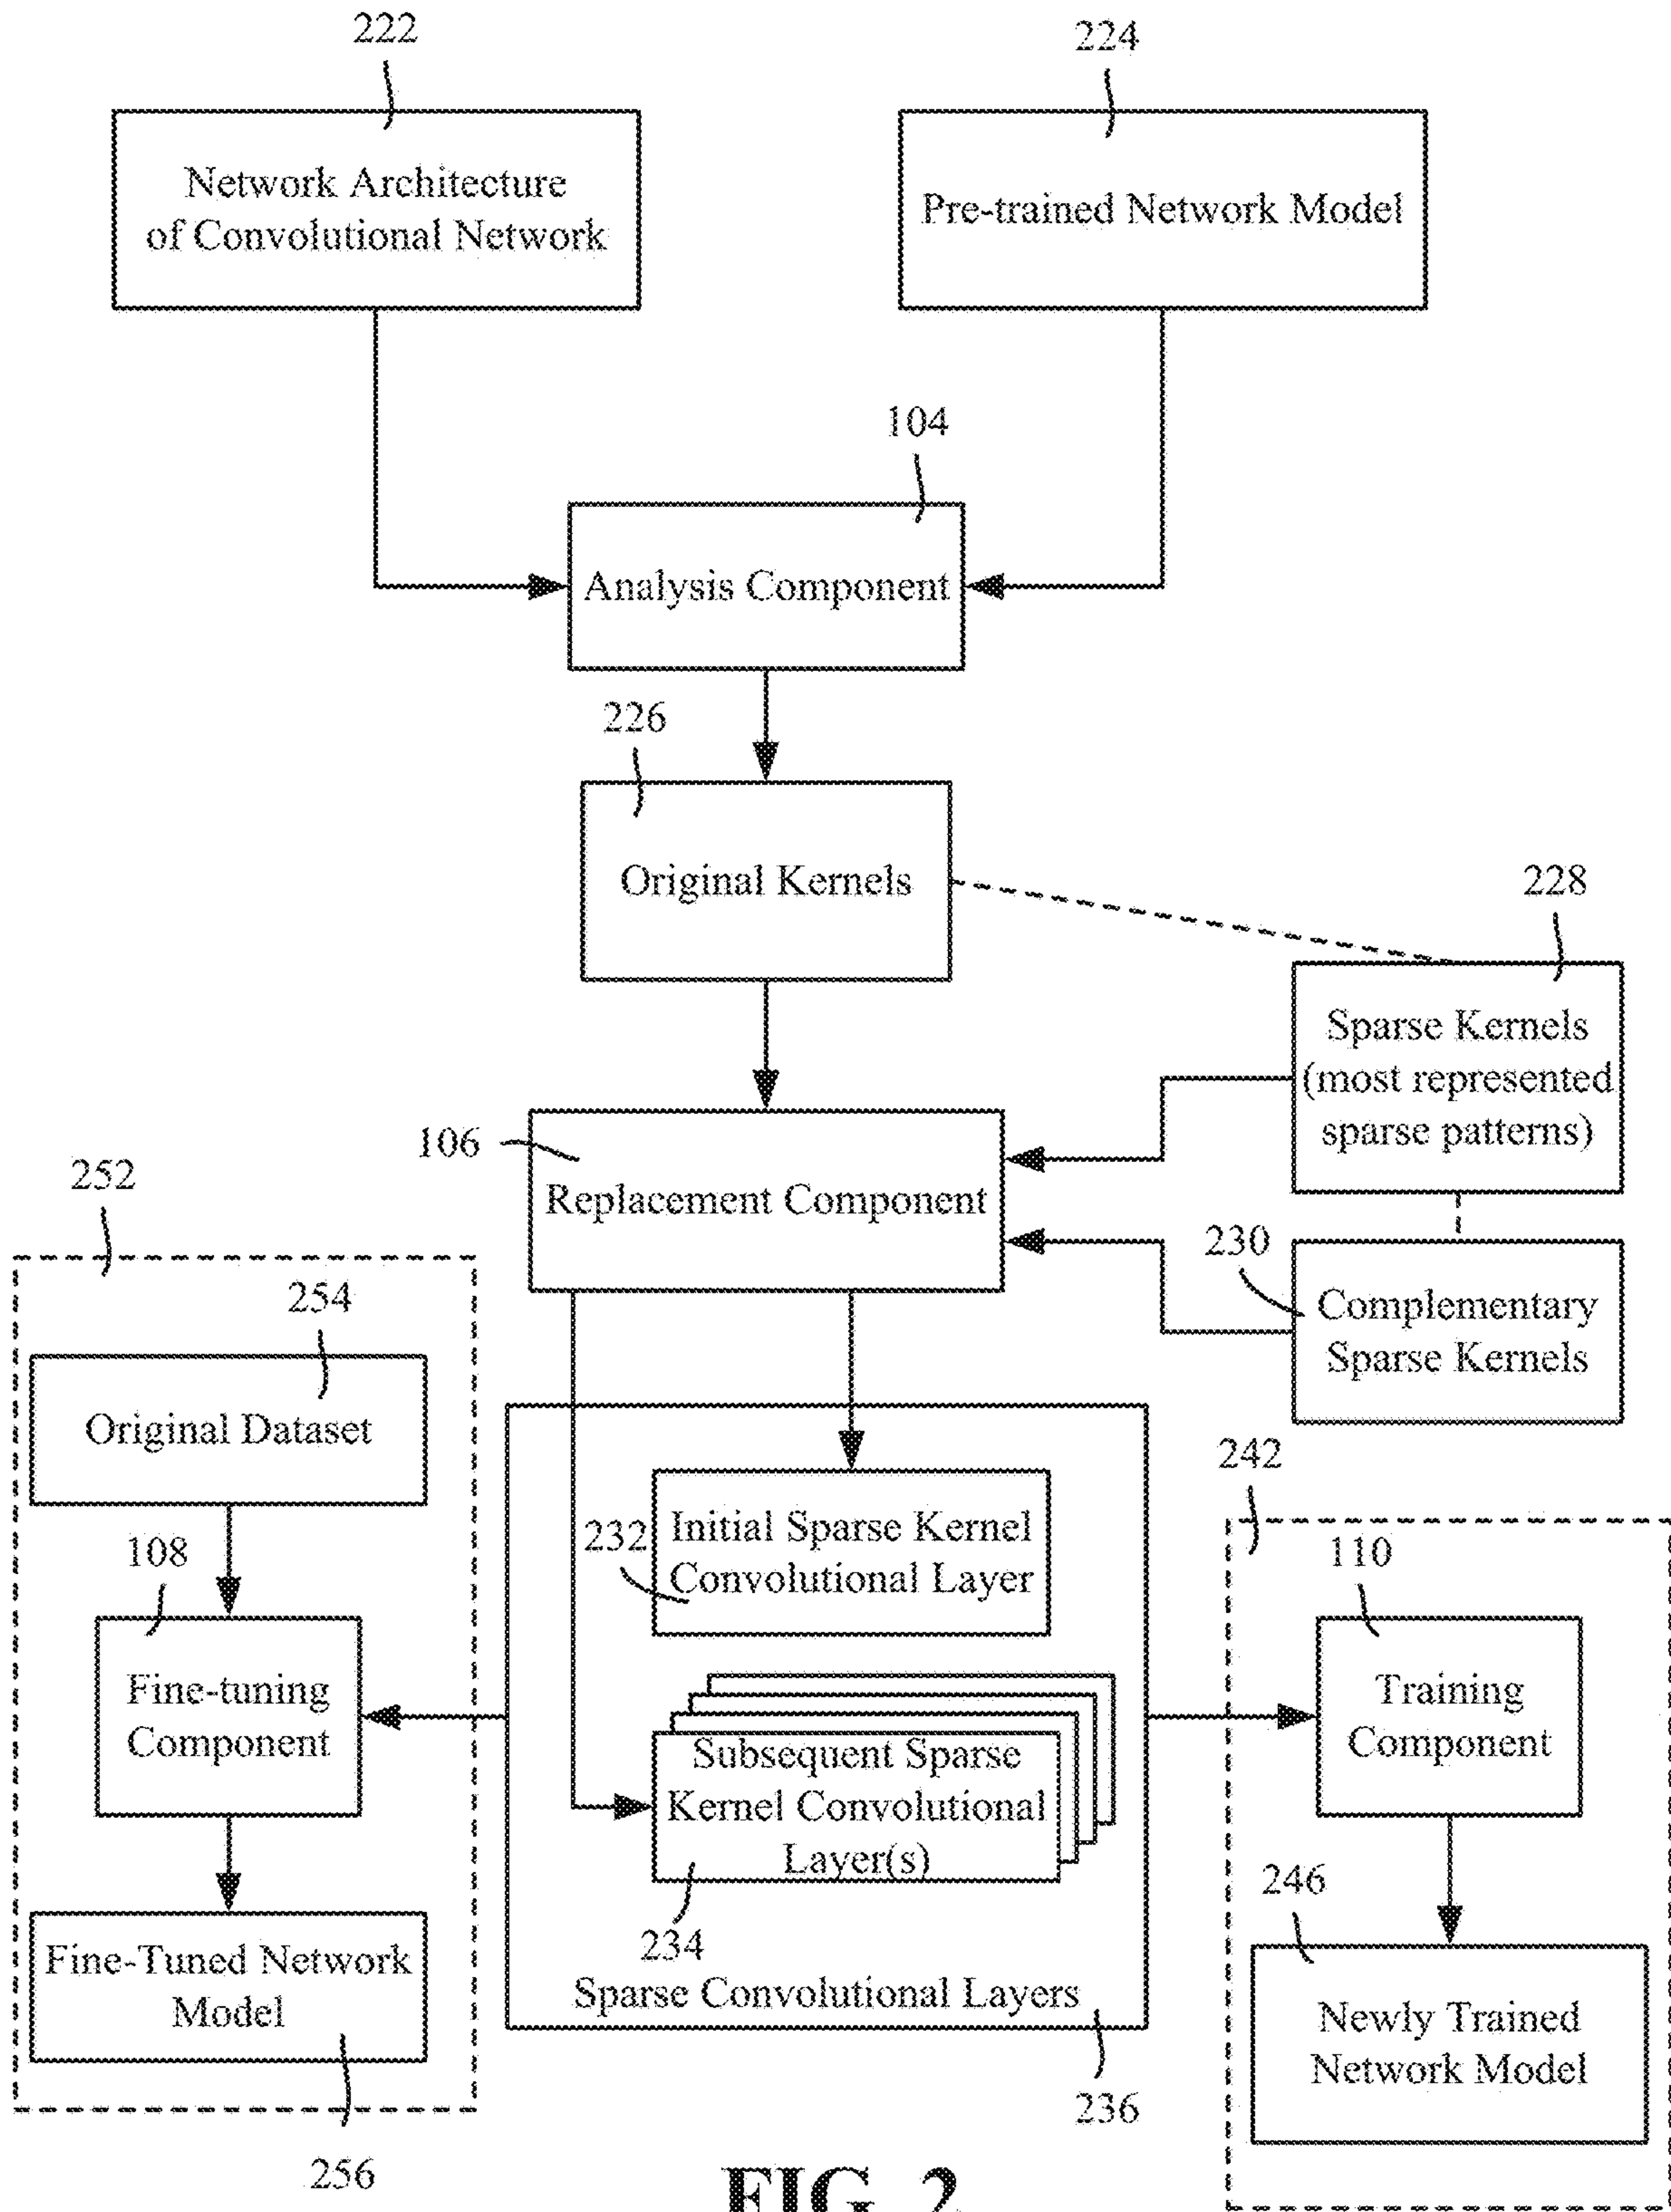 222
224
Network Architecture
of Convolutional Network
Pre-trained Network Model
104
Analysis Component
226
Original Kernels
228
Sparse Kernels
(most represented
sparse patterns)
106
Replacement Component
252
230
Complementary
Sparse Kernels
254
Original Dataset
242
232
Initial Sparse Kernel
Convolutional Layer
108
110
Fine-tuning
Component
Training
Component
Subsequent Sparse
Kernel Convolutional
Layer(s)
246
234
Fine-Tuned Network
Model
Sparse Convolutional Layers
Newly Trained
Network Model
236
256
FIG. 2